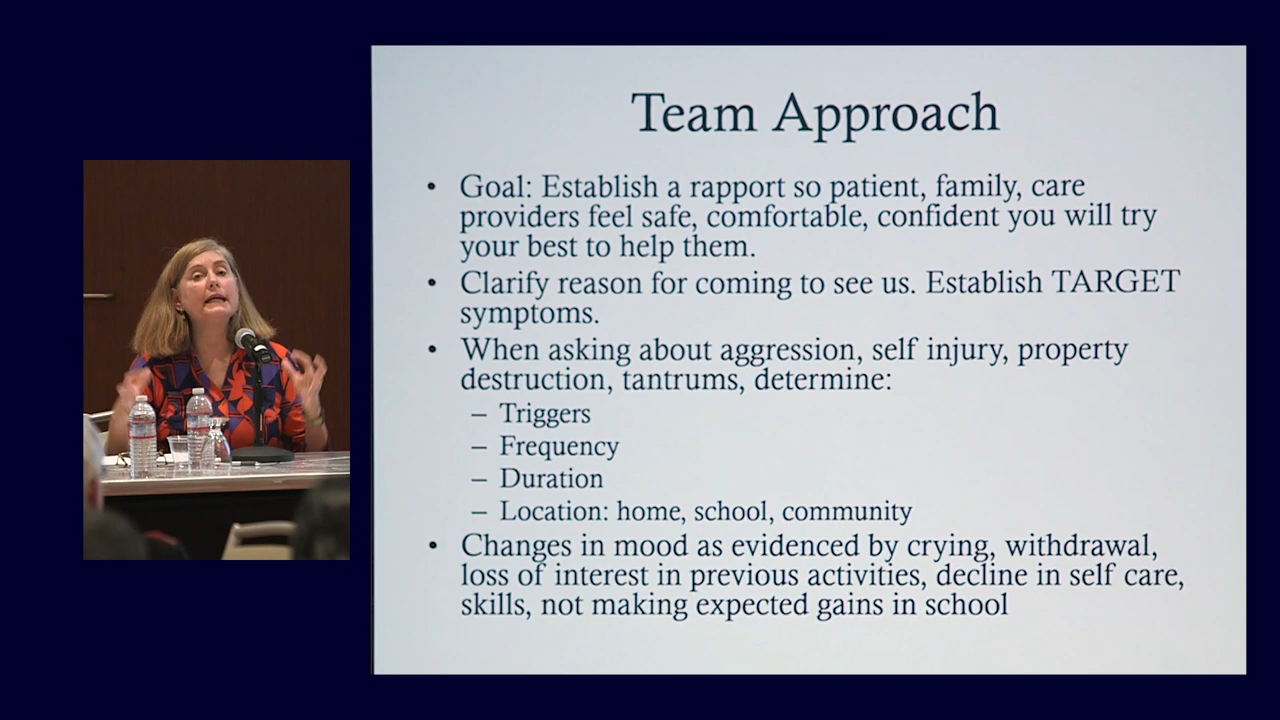 Team Approach
• Goal: Establish a rapport so patient, family, care
providers feel safe, comfortable, confident you will try
your best to help them.
• Clarify reason for coming to see us. Establish TARGET
symptoms.
• When asking about aggression, self injury, property
destruction, tantrums, determine:
– Triggers
– Frequency
– Duration
– Location: home, school, community
• Changes in mood as evidenced by crying, withdrawal,
loss of interest in previous activities, decline in self care,
skills, not making expected gains in school